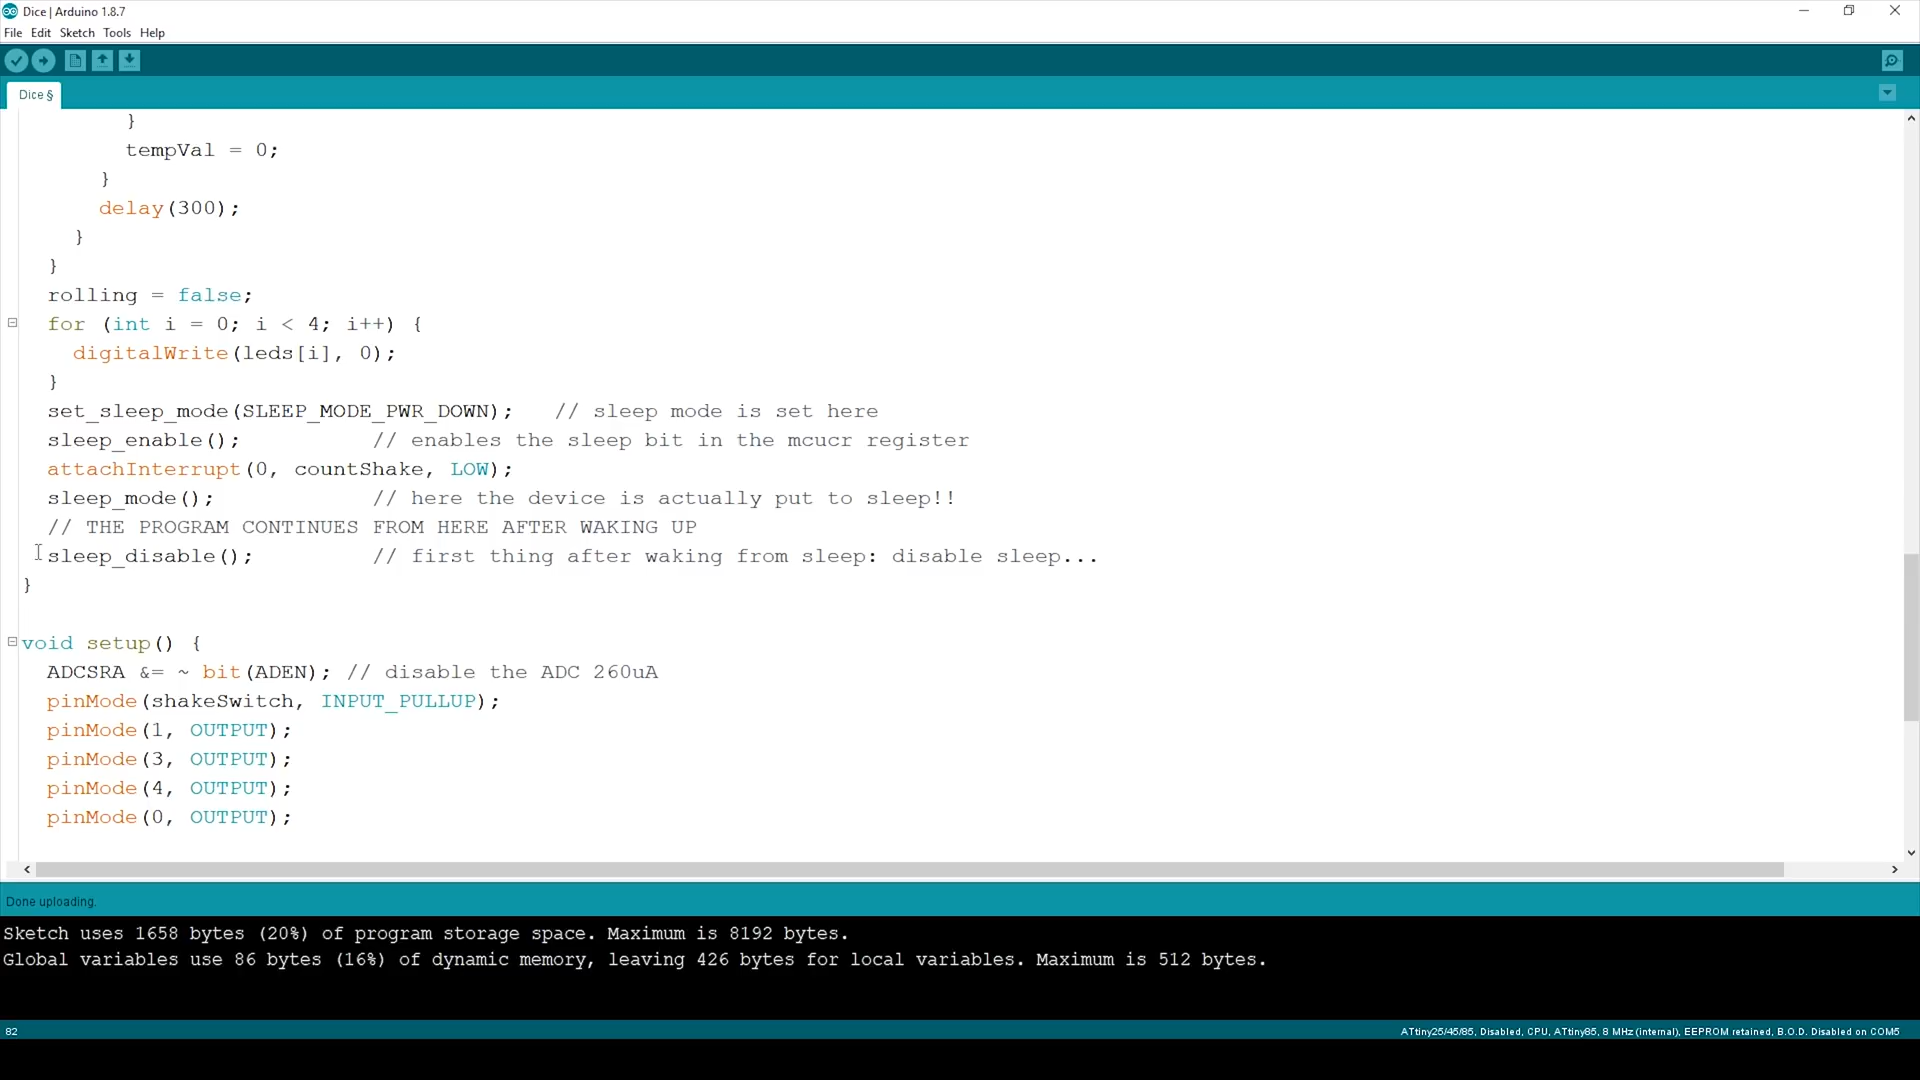 Dice | Arduino 1.8.7
File Edit Sketch Tools Help
Dice §
}
tempVal = 0;
}
delay(300);
}
}
rolling = false;
for (int i = 0; i < 4; i++) {
digitalWrite(leds[i], 0);
}
set_sleep_mode(SLEEP_MODE_PWR_DOWN); // sleep mode is set here
sleep_enable(); // enables the sleep bit in the mcucr register
attachInterrupt(0, countShake, LOW);
sleep_mode(); // here the device is actually put to sleep!!
// THE PROGRAM CONTINUES FROM HERE AFTER WAKING UP
sleep_disable(); // first thing after waking from sleep: disable sleep...
}
void setup() {
ADCSRA &= ~ bit(ADEN); // disable the ADC 260uA
pinMode(shakeSwitch, INPUT_PULLUP);
pinMode(1, OUTPUT);
pinMode(3, OUTPUT);
pinMode(4, OUTPUT);
pinMode(0, OUTPUT);
Done uploading.
Sketch uses 1658 bytes (20%) of program storage space. Maximum is 8192 bytes.
Global variables use 86 bytes (16%) of dynamic memory, leaving 426 bytes for local variables. Maximum is 512 bytes.
82 ATtiny25/45/85, Disabled, CPU, ATtiny85, 8 MHz (internal), EEPROM retained, B.O.D. Disabled on COM5